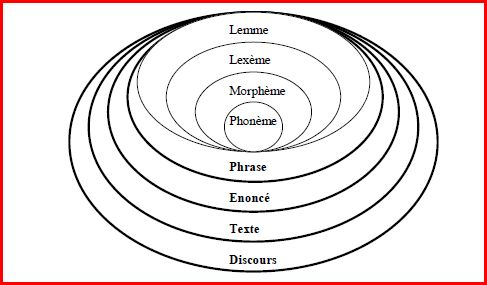 Lemme
Lexème
Morphème
Phonème
Phrase
Enoncé
Texte
Discours